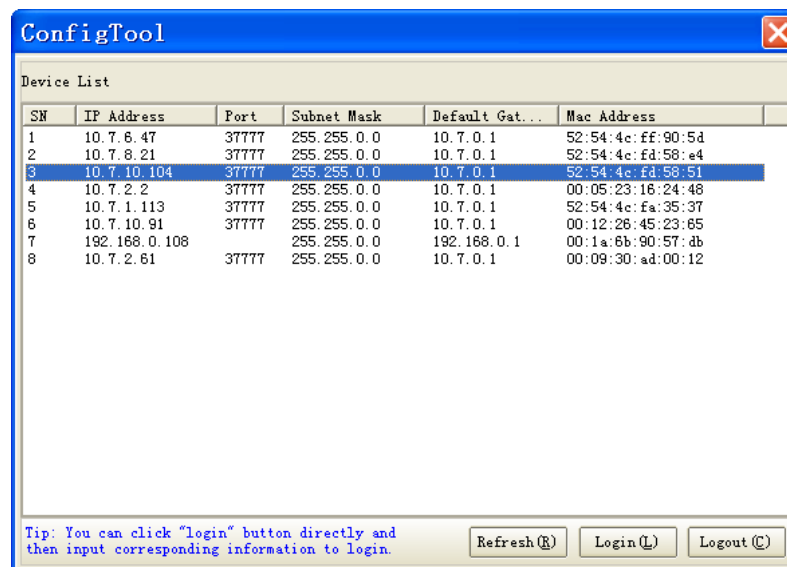 ConfigTool
Device List
SN IP Address Port Subnet Mask Default Gat... Mac Address
1 10.7.6.47 37777 255.255.0.0 10.7.0.1 52:54:4c:ff:90:5d
2 10.7.8.21 37777 255.255.0.0 10.7.0.1 52:54:4c:fd:58:e4
3 10.7.10.104 37777 255.255.0.0 10.7.0.1 52:54:4c:fd:58:51
4 10.7.2.2 37777 255.255.0.0 10.7.0.1 00:05:23:16:24:48
5 10.7.1.113 37777 255.255.0.0 10.7.0.1 52:54:4c:fa:35:37
6 10.7.10.91 37777 255.255.0.0 10.7.0.1 00:12:26:45:23:65
7 192.168.0.108 255.255.0.0 192.168.0.1 00:1a:6b:90:57:db
8 10.7.2.61 37777 255.255.0.0 10.7.0.1 00:09:30:ad:00:12
Tip: You can click "login" button directly and
then input corresponding information to login.
Refresh(R) Login(L) Logout(C)